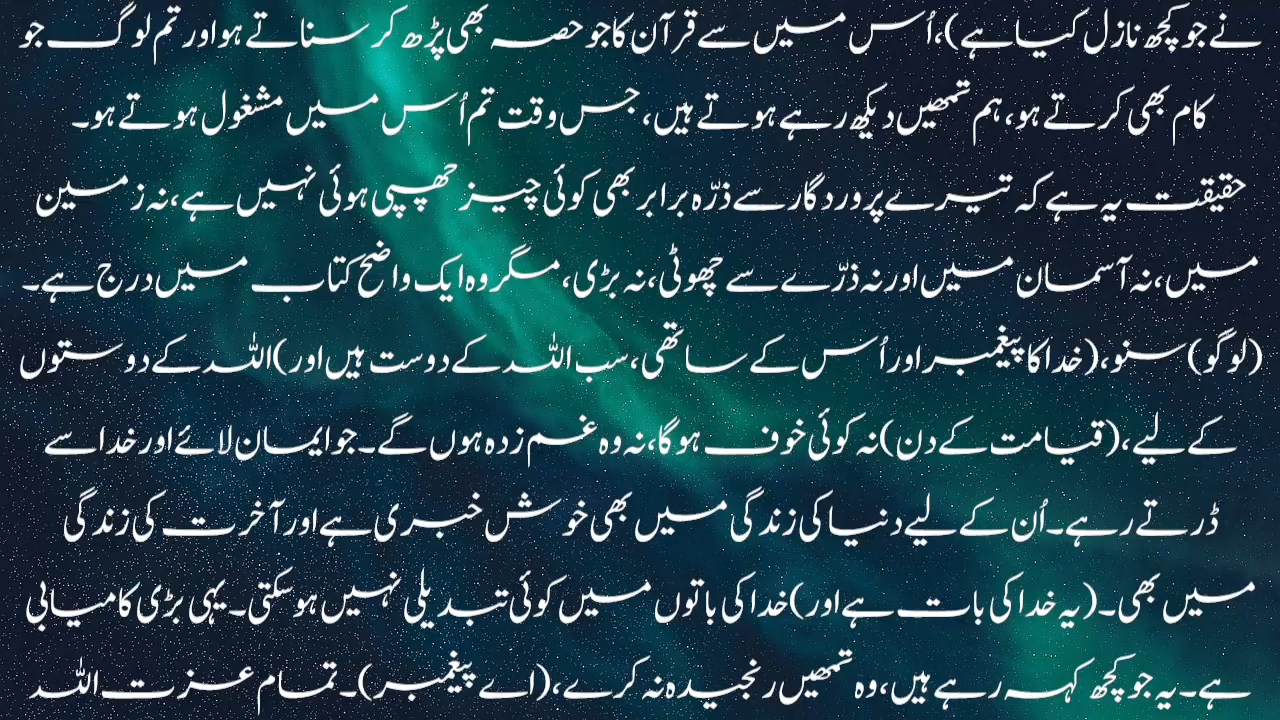 نے جو کچھ نازل کیا ہے)، اُس میں سے قرآن کا جو حصہ بھی پڑھ کر سناتے ہو اور تم لوگ جو
کام بھی کرتے ہو، ہم تمھیں دیکھ رہے ہوتے ہیں، جس وقت تم اُس میں مشغول ہوتے ہو۔
حقیقت یہ ہے کہ تیرے پروردگار سے ذرّہ برابر بھی کوئی چیز چھپی ہوئی نہیں ہے، نہ زمین
میں، نہ آسمان میں اور نہ ذرّے سے چھوٹی، نہ بڑی، مگر وہ ایک واضح کتاب میں درج ہے۔
(لوگو) سنو، (خدا کا پیغمبر اور اُس کے ساتھی، سب اللہ کے دوست ہیں اور) اللہ کے دوستوں
کے لیے، (قیامت کے دن) نہ کوئی خوف ہوگا، نہ وہ غم زدہ ہوں گے۔ جو ایمان لائے اور خدا سے
ڈرتے رہے۔ اُن کے لیے دنیا کی زندگی میں بھی خوش خبری ہے اور آخرت کی زندگی
میں بھی۔ (یہ خدا کی بات ہے اور) خدا کی باتوں میں کوئی تبدیلی نہیں ہوسکتی۔ یہی بڑی کامیابی
ہے۔ یہ جو کچھ کہہ رہے ہیں، وہ تمھیں رنجیدہ نہ کرے، (اے پیغمبر)۔ تمام عزت اللہ